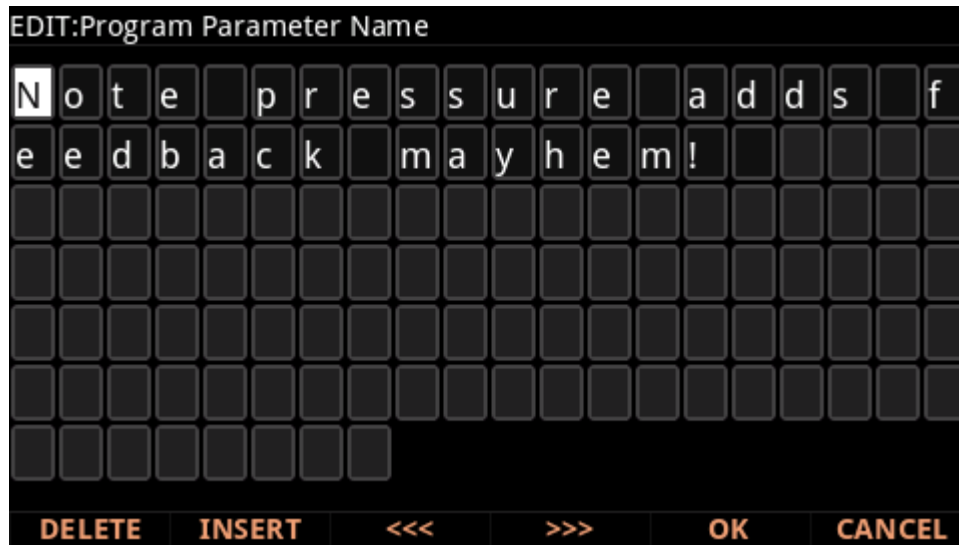 EDIT:Program Parameter Name
Note pressure adds f
eedback mayhem!
DELETE INSERT <<< >>> OK CANCEL